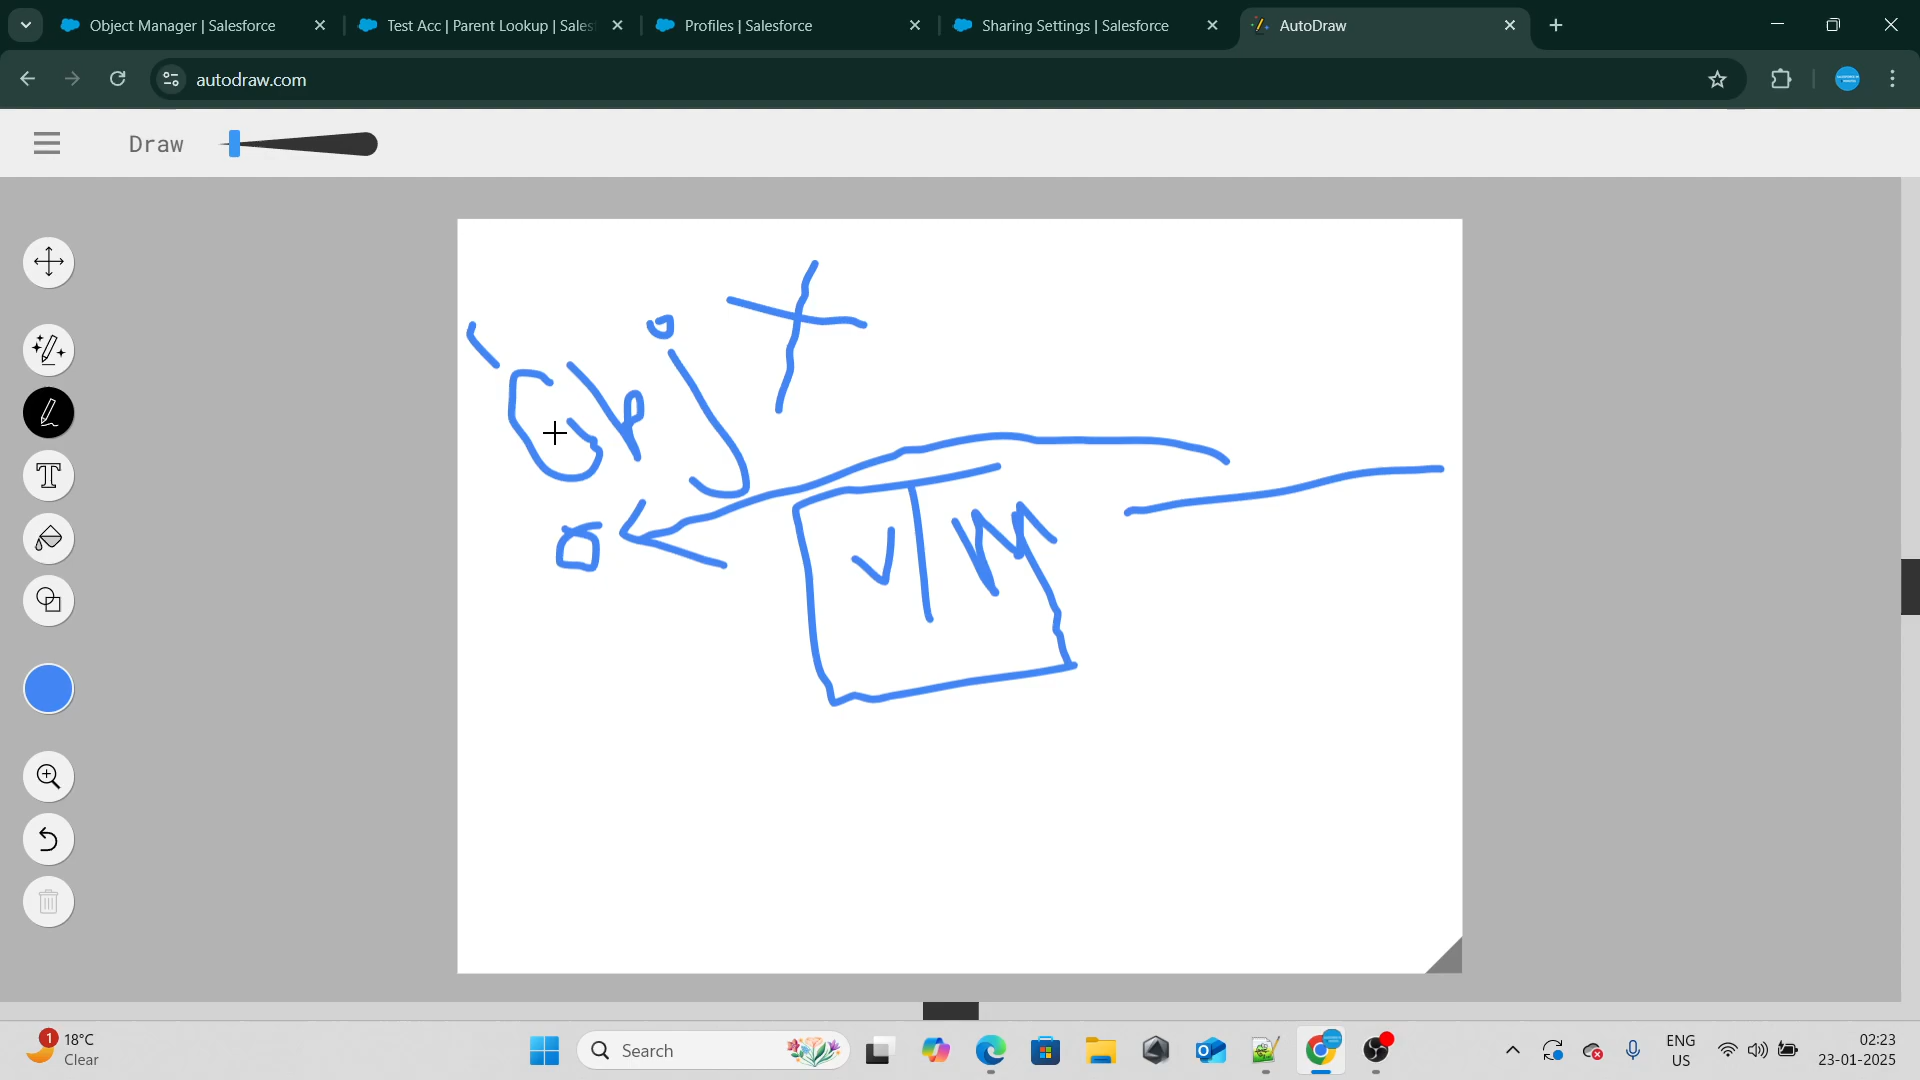 Object Manager | Salesforce
Test Acc | Parent Lookup | Sales
Profiles | Salesforce
Sharing Settings | Salesforce
AutoDraw
autodraw.com
Draw
T
1
18°C
Clear
Search
ENG
US
02:23
23-01-2025